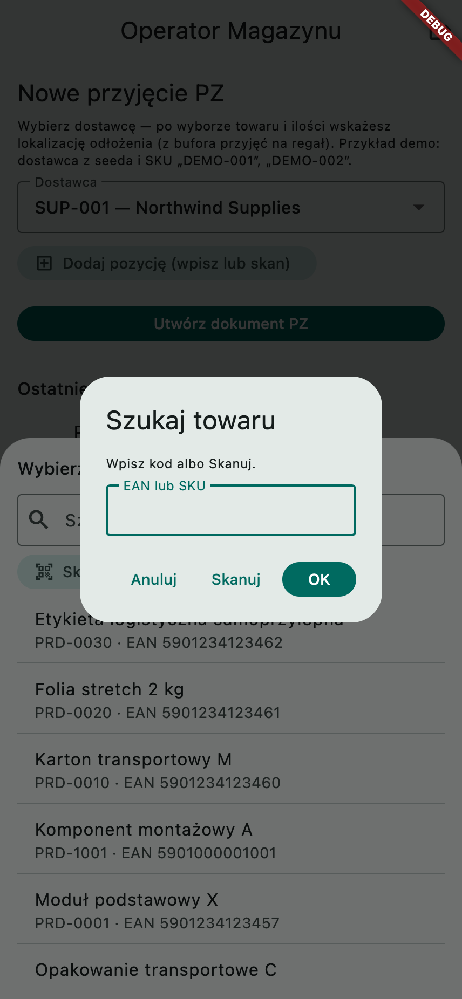 DEBUG
Operator Magazynu
Nowe przyjęcie PZ
Wybierz dostawcę — po wyborze towaru i ilości wskażesz
lokalizację odłożenia (z bufora przyjęć na regał). Przykład demo:
dostawca z seeda i SKU „DEMO-001”, „DEMO-002”.
Dostawca
SUP-001 — Northwind Supplies
Dodaj pozycję (wpisz lub skan)
Utwórz dokument PZ
Ostatnie
Szukaj towaru
Wpisz kod albo Skanuj.
EAN lub SKU
Anuluj Skanuj OK
Wybierz
Etykieta logistyczna samoprzylepna
PRD-0030 · EAN 5901234123462
Folia stretch 2 kg
PRD-0020 · EAN 5901234123461
Karton transportowy M
PRD-0010 · EAN 5901234123460
Komponent montażowy A
PRD-1001 · EAN 5901000001001
Moduł podstawowy X
PRD-0001 · EAN 5901234123457
Opakowanie transportowe C